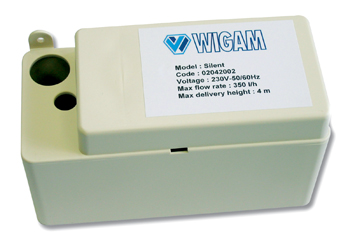 WIGAM
Model : Silent
Code : 02042002
Voltage : 230V-50/60Hz
Max flow rate : 350 l/h
Max delivery height : 4 m